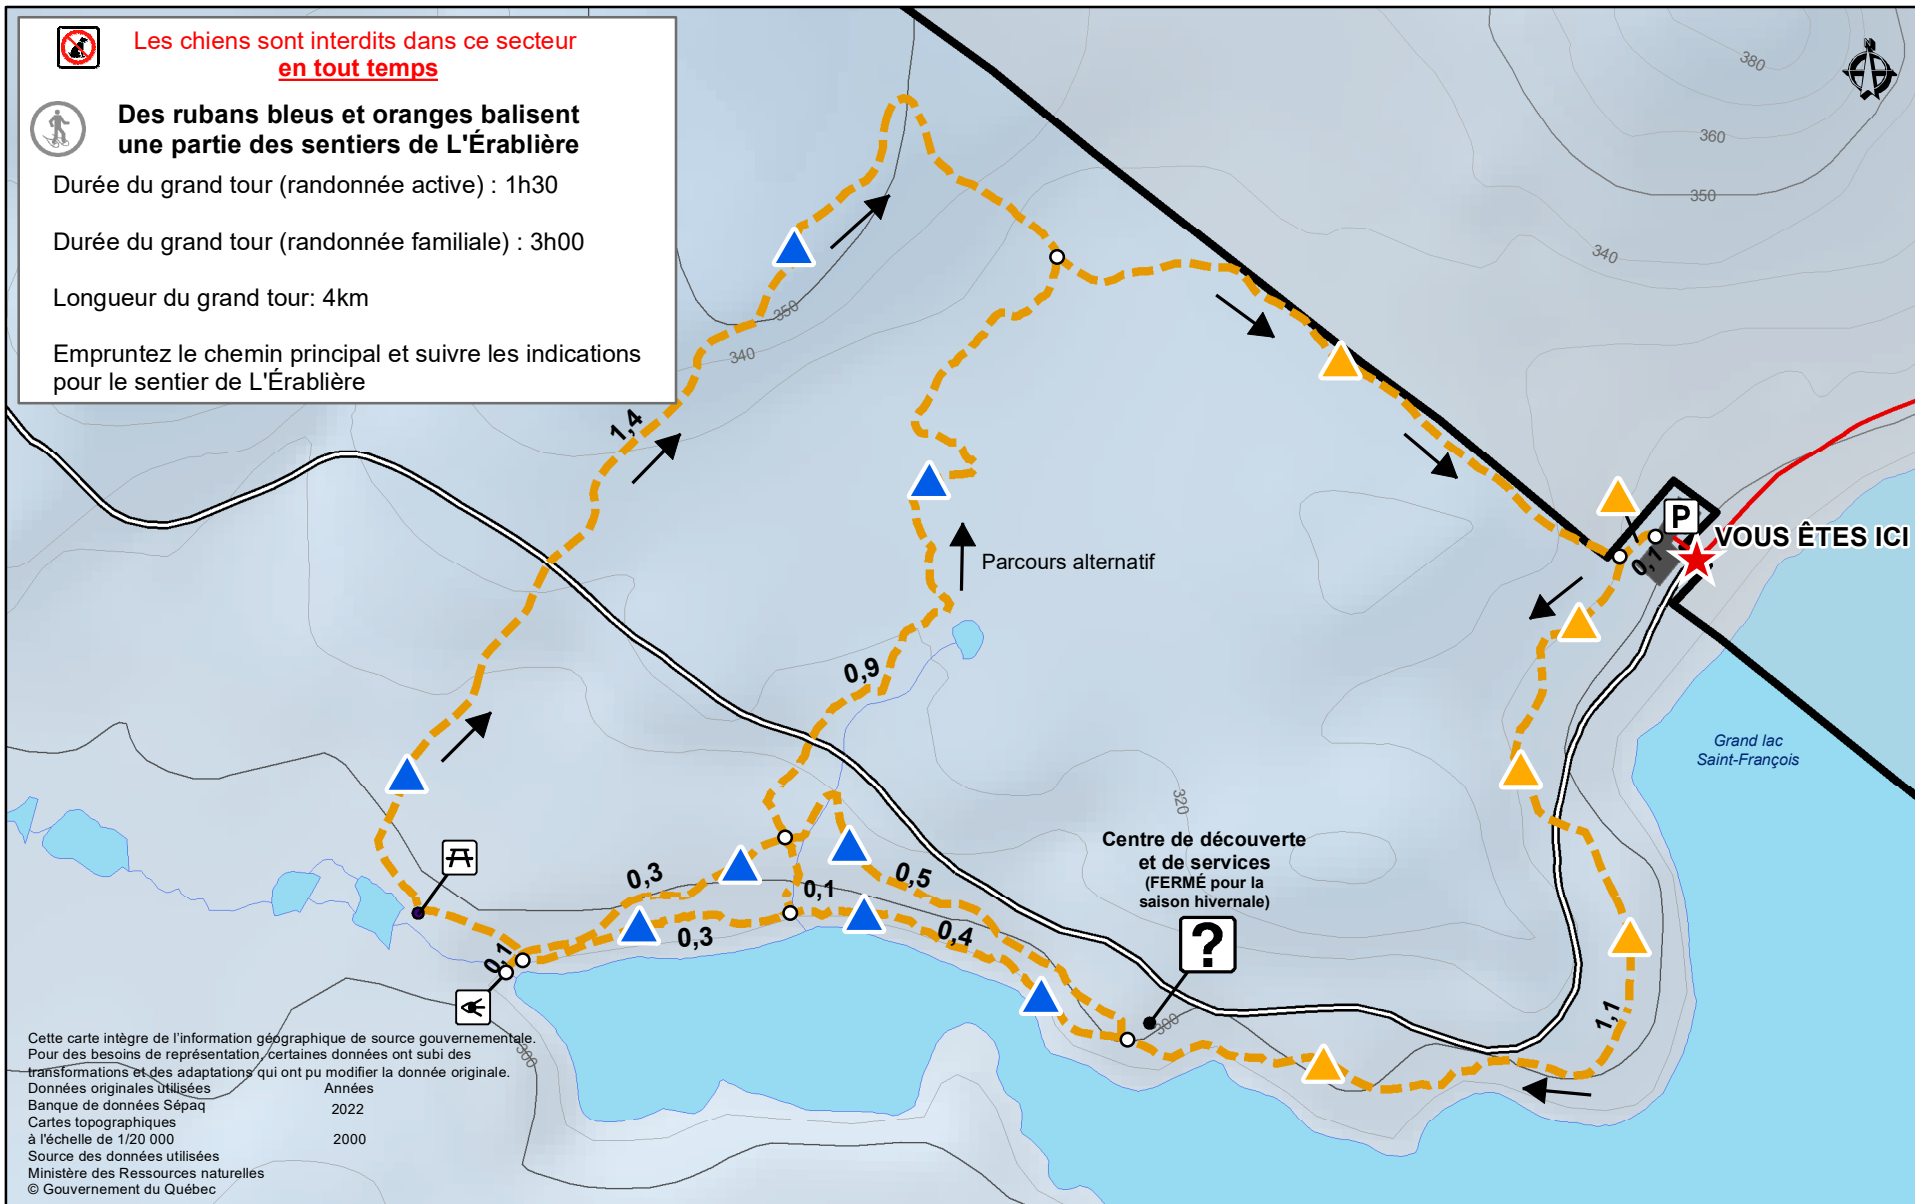 Les chiens sont interdits dans ce secteur
en tout temps
Des rubans bleus et oranges balisent
une partie des sentiers de L'Érablière
Durée du grand tour (randonnée active) : 1h30
Durée du grand tour (randonnée familiale) : 3h00
Longueur du grand tour: 4km
Empruntez le chemin principal et suivre les indications
pour le sentier de L'Érablière
380
360
350
340
350
340
1,4
P
VOUS ÊTES ICI
0,1
Parcours alternatif
0,9
Grand lac
Saint-François
320
Centre de découverte
et de services
(FERMÉ pour la
saison hivernale)
?
0,3
0,5
0,1
0,3
0,4
0,1
300
1,1
300
Cette carte intègre de l'information géographique de source gouvernementale.
Pour des besoins de représentation, certaines données ont subi des
transformations et des adaptations qui ont pu modifier la donnée originale.
Données originales utilisées Années
Banque de données Sépaq 2022
Cartes topographiques
à l'échelle de 1/20 000 2000
Source des données utilisées
Ministère des Ressources naturelles
© Gouvernement du Québec